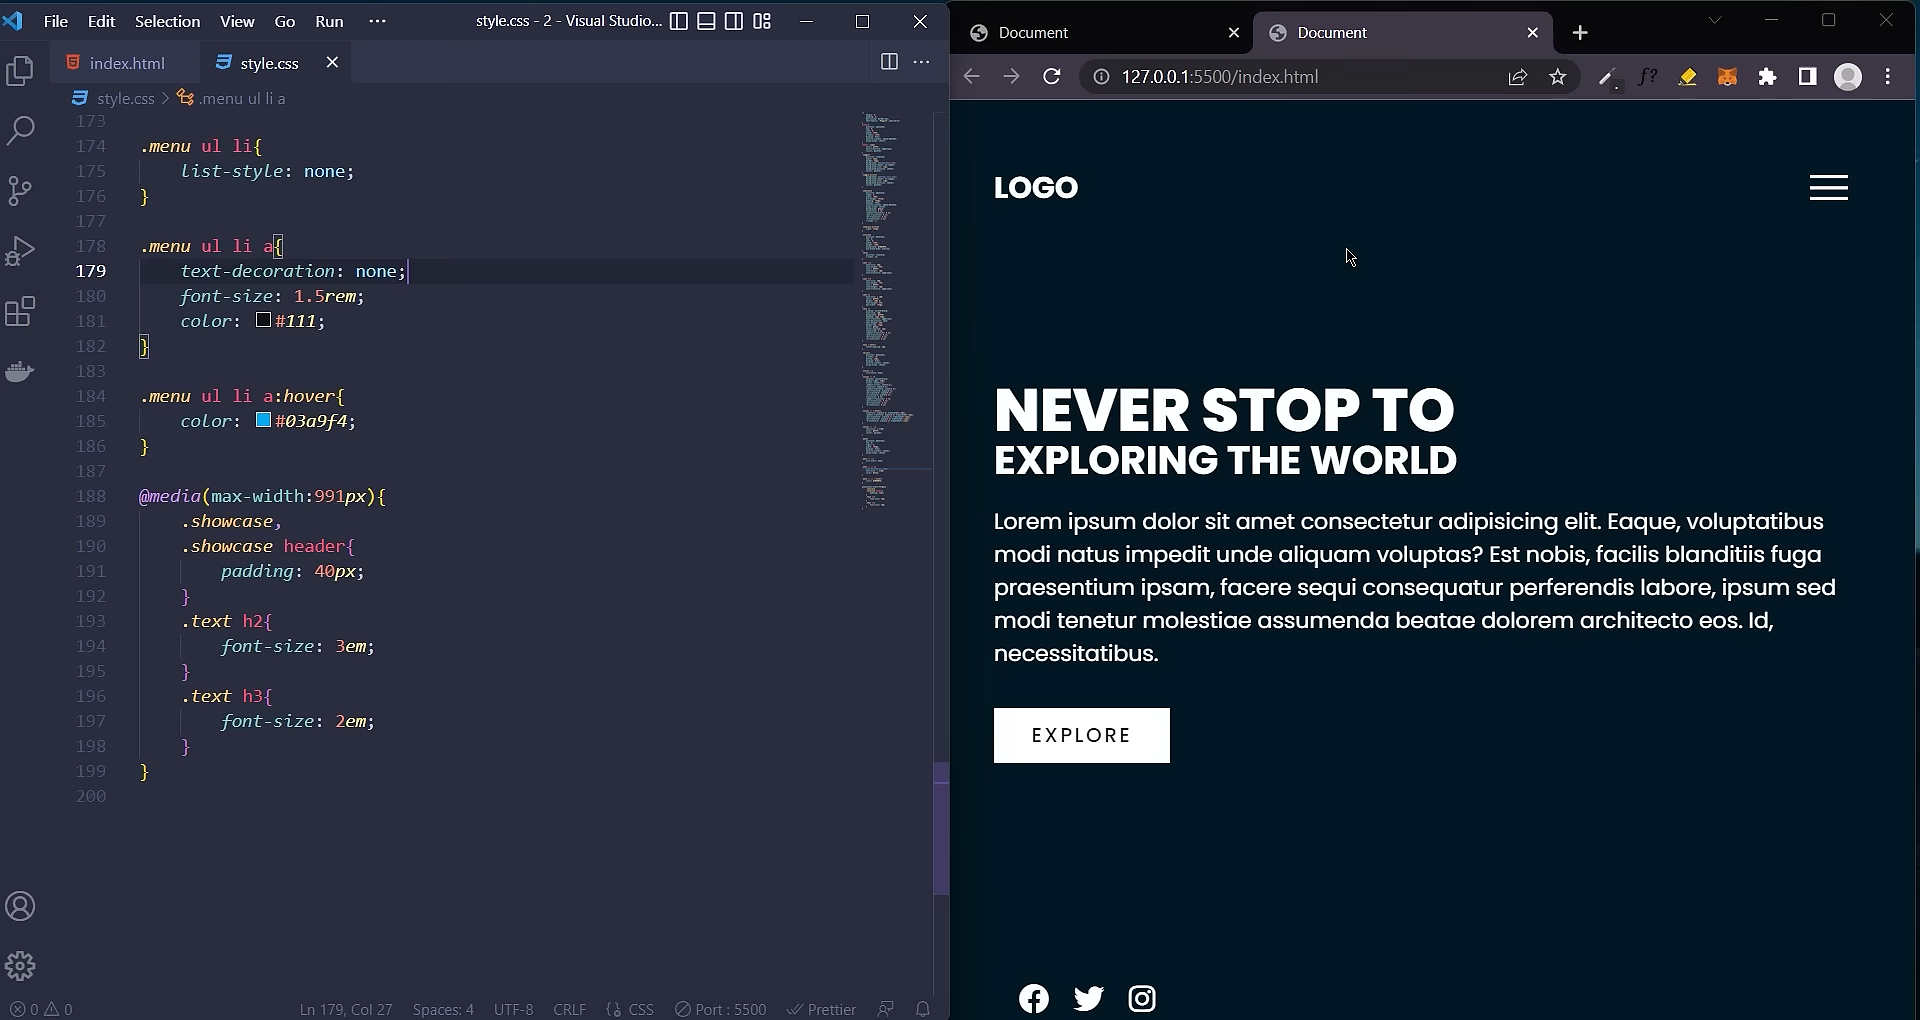 File Edit Selection View Go Run ··· style.css - 2 - Visual Studio...
index.html style.css
style.css > .menu ul li a
173
174 .menu ul li{
175 list-style: none;
176 }
177
178 .menu ul li a{
179 text-decoration: none;
180 font-size: 1.5rem;
181 color: #111;
182 }
183
184 .menu ul li a:hover{
185 color: #03a9f4;
186 }
187
188 @media(max-width:991px){
189 .showcase,
190 .showcase header{
191 padding: 40px;
192 }
193 .text h2{
194 font-size: 3em;
195 }
196 .text h3{
197 font-size: 2em;
198 }
199 }
200
0 0 Ln 179, Col 27 Spaces: 4 UTF-8 CRLF {} CSS Port : 5500 Prettier
Document Document
127.0.0.1:5500/index.html f?
LOGO
NEVER STOP TO
EXPLORING THE WORLD
Lorem ipsum dolor sit amet consectetur adipisicing elit. Eaque, voluptatibus
modi natus impedit unde aliquam voluptas? Est nobis, facilis blanditiis fuga
praesentium ipsam, facere sequi consequatur perferendis labore, ipsum sed
modi tenetur molestiae assumenda beatae dolorem architecto eos. Id,
necessitatibus.
EXPLORE